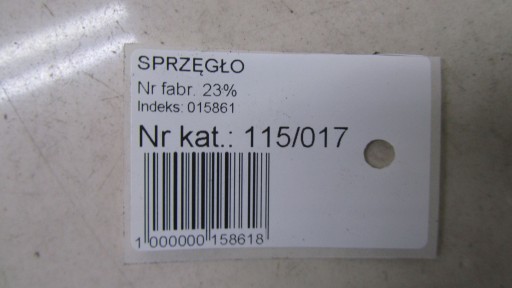 SPRZĘGŁO
Nr fabr. 23%
Indeks: 015861
Nr kat.: 115/017
1 000000 158618